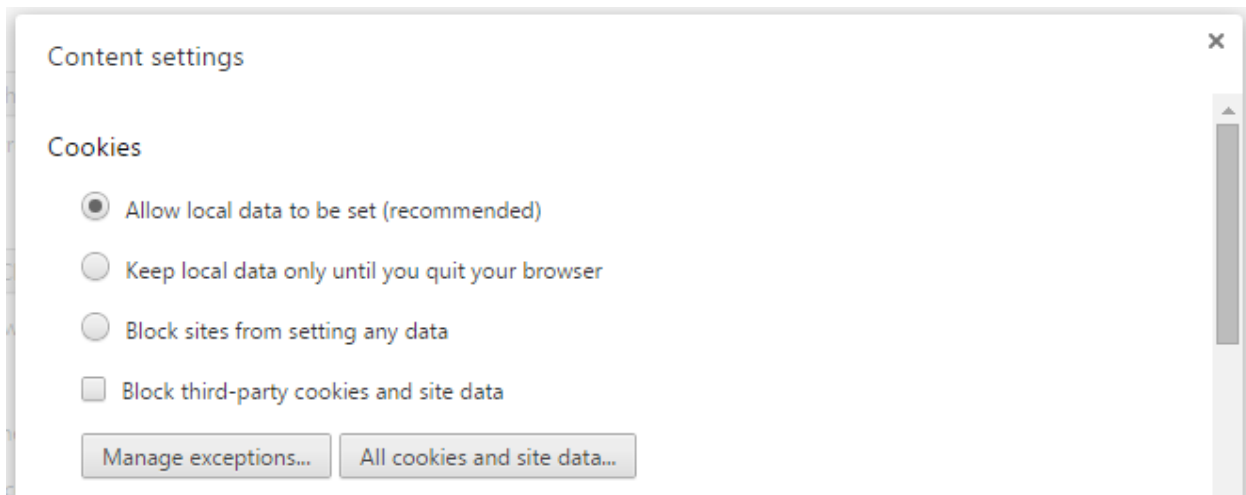 Content settings
Cookies
Allow local data to be set (recommended)
Keep local data only until you quit your browser
Block sites from setting any data
Block third-party cookies and site data
Manage exceptions... All cookies and site data...